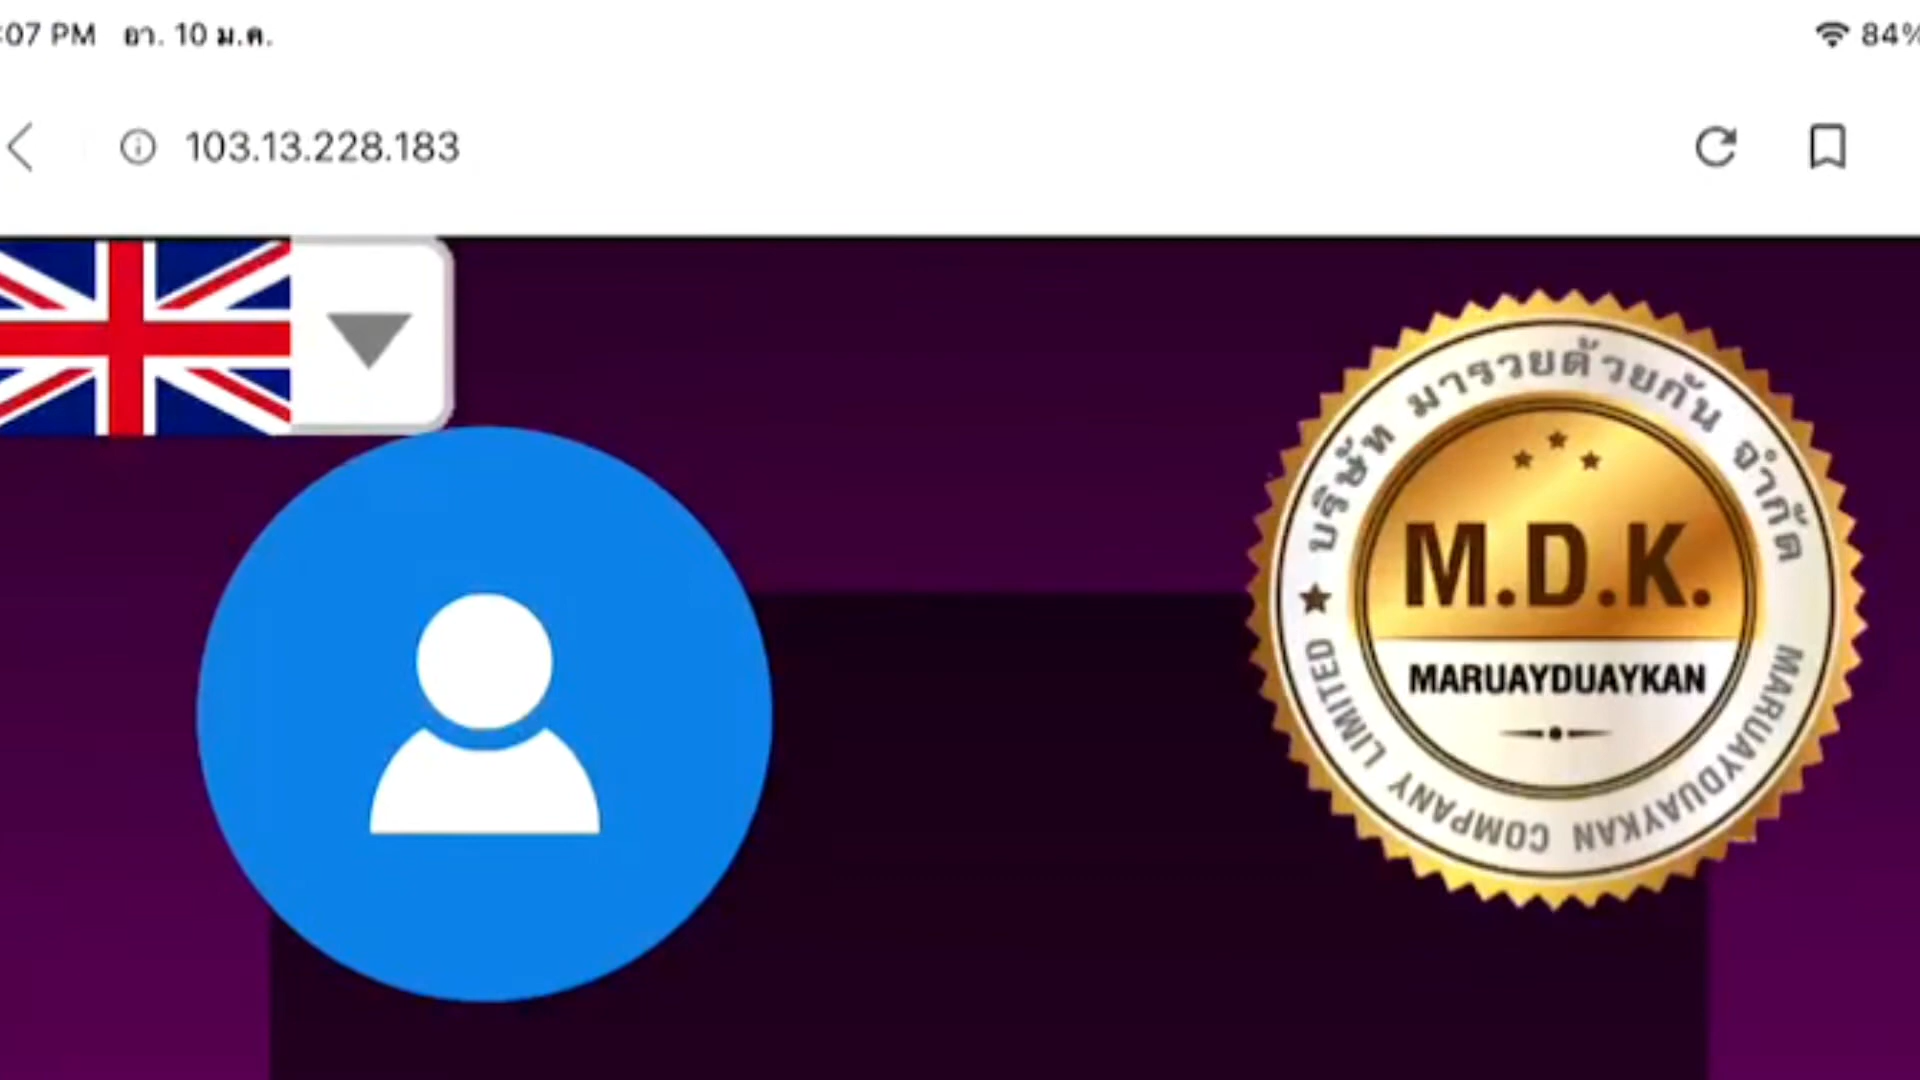 :07 PM อา. 10 ม.ค.
84%
103.13.228.183
บริษัท มารวยด้วยกัน จำกัด
M.D.K.
MARUAYDUAYKAN
MARUAYDUAYKAN COMPANY LIMITED